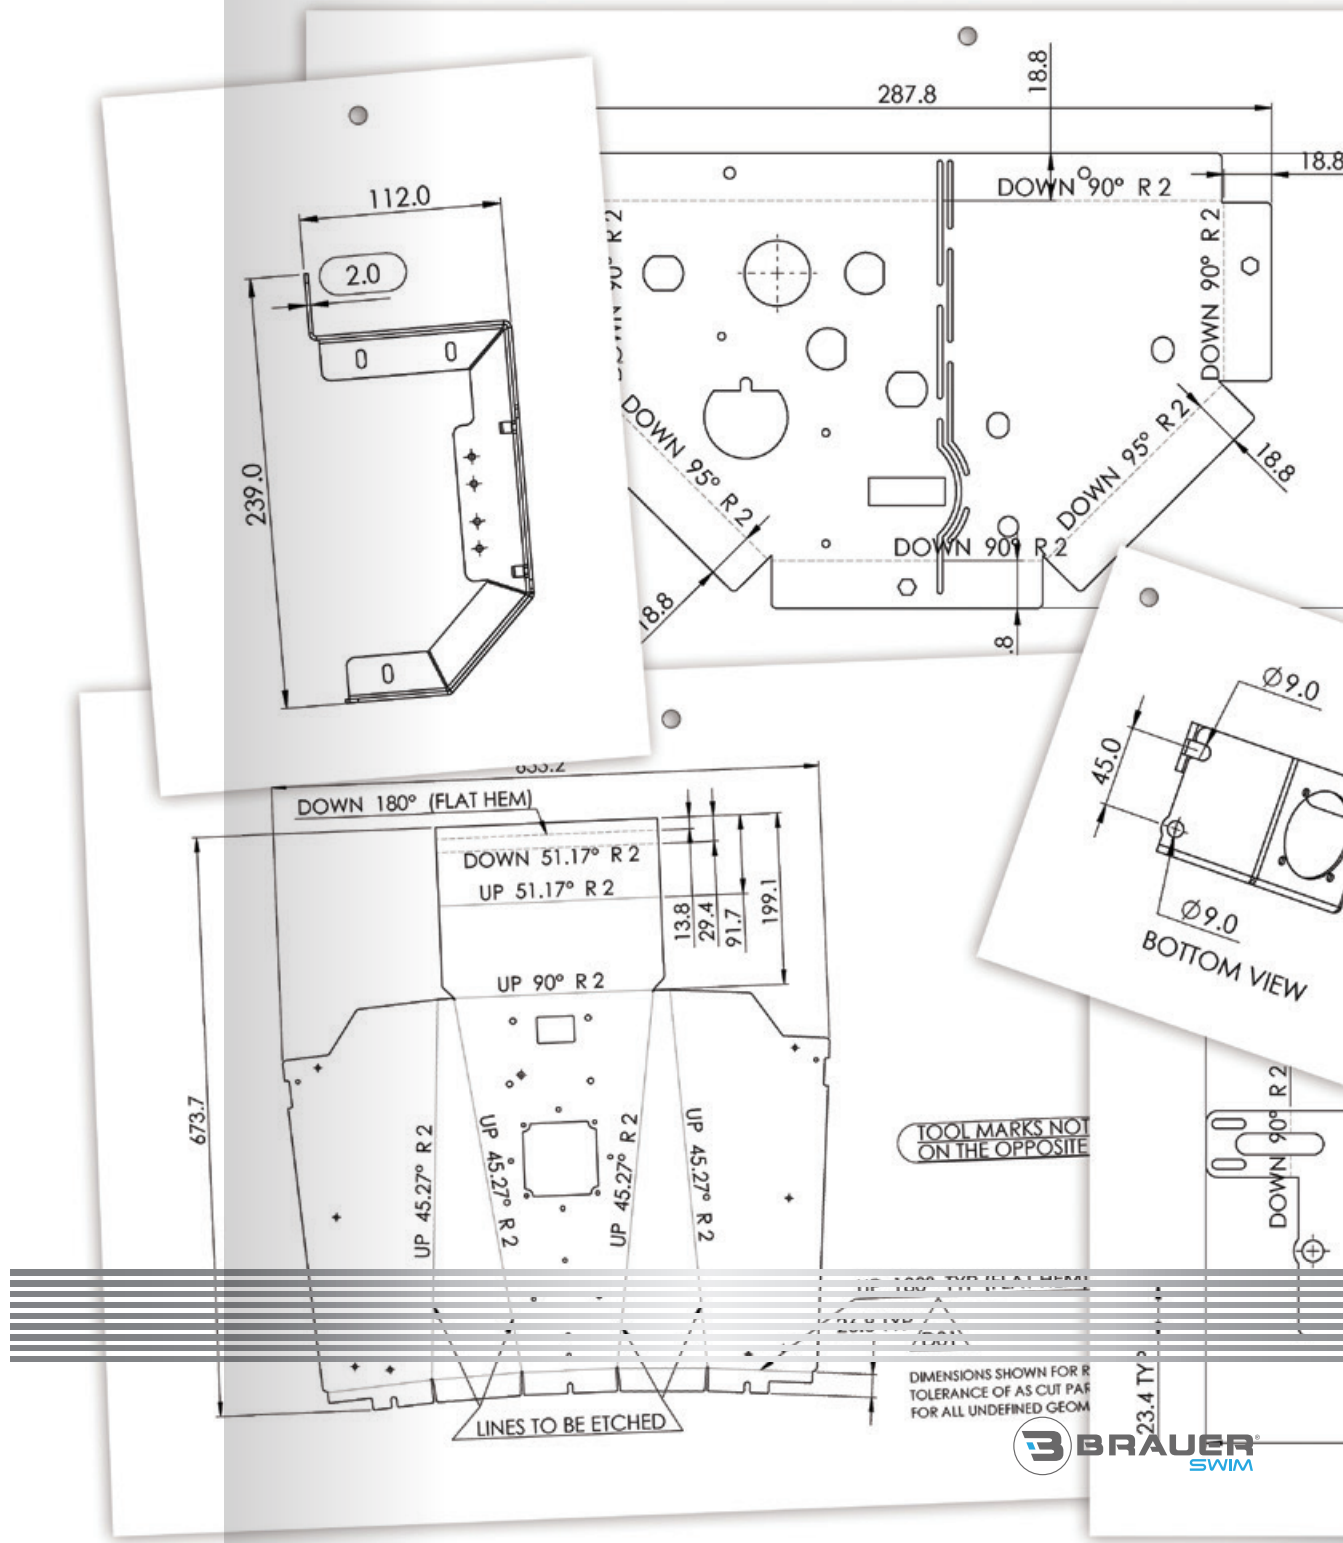 18.8
287.8
18.8
DOWN 90° R 2
112.0
DOWN 90° R 2
DOWN 90° R 2
2.0
239.0
DOWN 95° R 2
DOWN 95° R 2
18.8
DOWN 90° R 2
18.8
.8
Ø9.0
45.0
Ø9.0
BOTTOM VIEW
DOWN 180° (FLAT HEM)
DOWN 51.17° R 2
UP 51.17° R 2
13.8
29.4
91.7
199.1
UP 90° R 2
673.7
UP 45.27° R 2
UP 45.27° R 2
UP 45.27° R 2
UP 45.27° R 2
TOOL MARKS NOT
ON THE OPPOSITE
DOWN 90° R 2
DIMENSIONS SHOWN FOR R
TOLERANCE OF AS CUT PAR
FOR ALL UNDEFINED GEOM
23.4 TYP
LINES TO BE ETCHED
BRAUER
SWIM